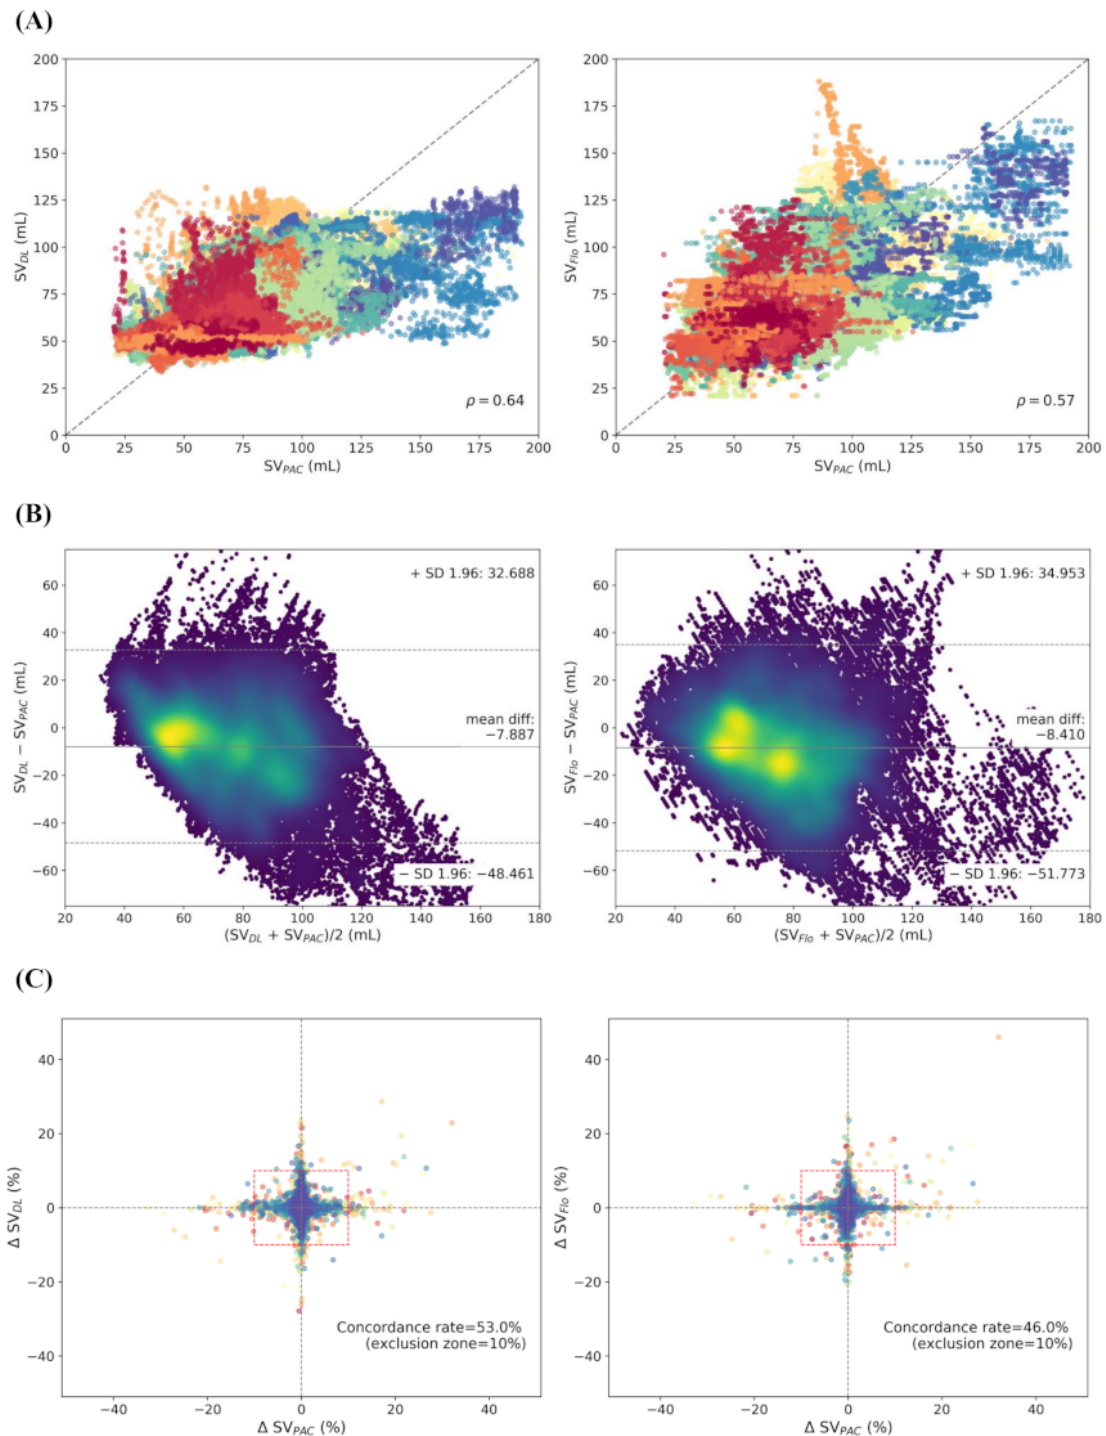 (A)
200
175
150
125
100
75
50
25
0
SV_DL (mL)
ρ = 0.64
0 25 50 75 100 125 150 175 200
SV_PAC (mL)
200
175
150
125
100
75
50
25
0
SV_Flo (mL)
ρ = 0.57
0 25 50 75 100 125 150 175 200
SV_PAC (mL)
(B)
60
40
20
0
−20
−40
−60
SV_DL − SV_PAC (mL)
+ SD 1.96: 32.688
mean diff:
−7.887
− SD 1.96: −48.461
20 40 60 80 100 120 140 160 180
(SV_DL + SV_PAC)/2 (mL)
60
40
20
0
−20
−40
−60
SV_Flo − SV_PAC (mL)
+ SD 1.96: 34.953
mean diff:
−8.410
− SD 1.96: −51.773
20 40 60 80 100 120 140 160 180
(SV_Flo + SV_PAC)/2 (mL)
(C)
40
20
0
−20
−40
Δ SV_DL (%)
Concordance rate=53.0%
(exclusion zone=10%)
−40 −20 0 20 40
Δ SV_PAC (%)
40
20
0
−20
−40
Δ SV_Flo (%)
Concordance rate=46.0%
(exclusion zone=10%)
−40 −20 0 20 40
Δ SV_PAC (%)